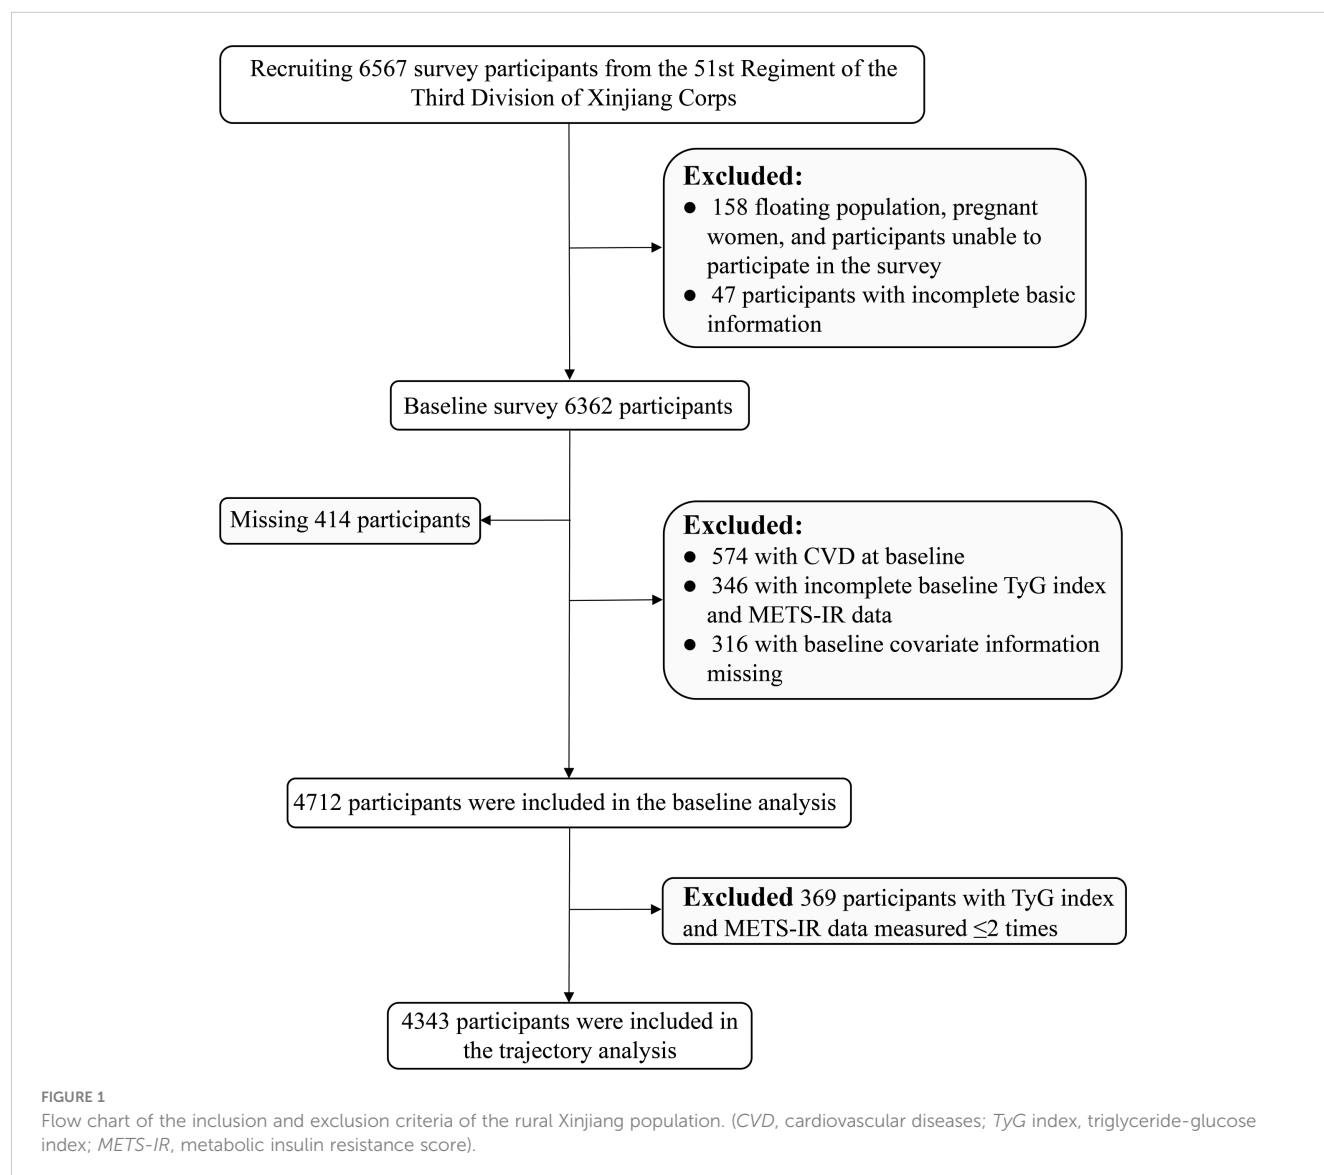 Recruiting 6567 survey participants from the 51st Regiment of the
Third Division of Xinjiang Corps
Excluded:
● 158 floating population, pregnant
women, and participants unable to
participate in the survey
● 47 participants with incomplete basic
information
Baseline survey 6362 participants
Missing 414 participants
Excluded:
● 574 with CVD at baseline
● 346 with incomplete baseline TyG index
and METS-IR data
● 316 with baseline covariate information
missing
4712 participants were included in the baseline analysis
Excluded 369 participants with TyG index
and METS-IR data measured ≤2 times
4343 participants were included in
the trajectory analysis
FIGURE 1
Flow chart of the inclusion and exclusion criteria of the rural Xinjiang population. (CVD, cardiovascular diseases; TyG index, triglyceride-glucose
index; METS-IR, metabolic insulin resistance score).